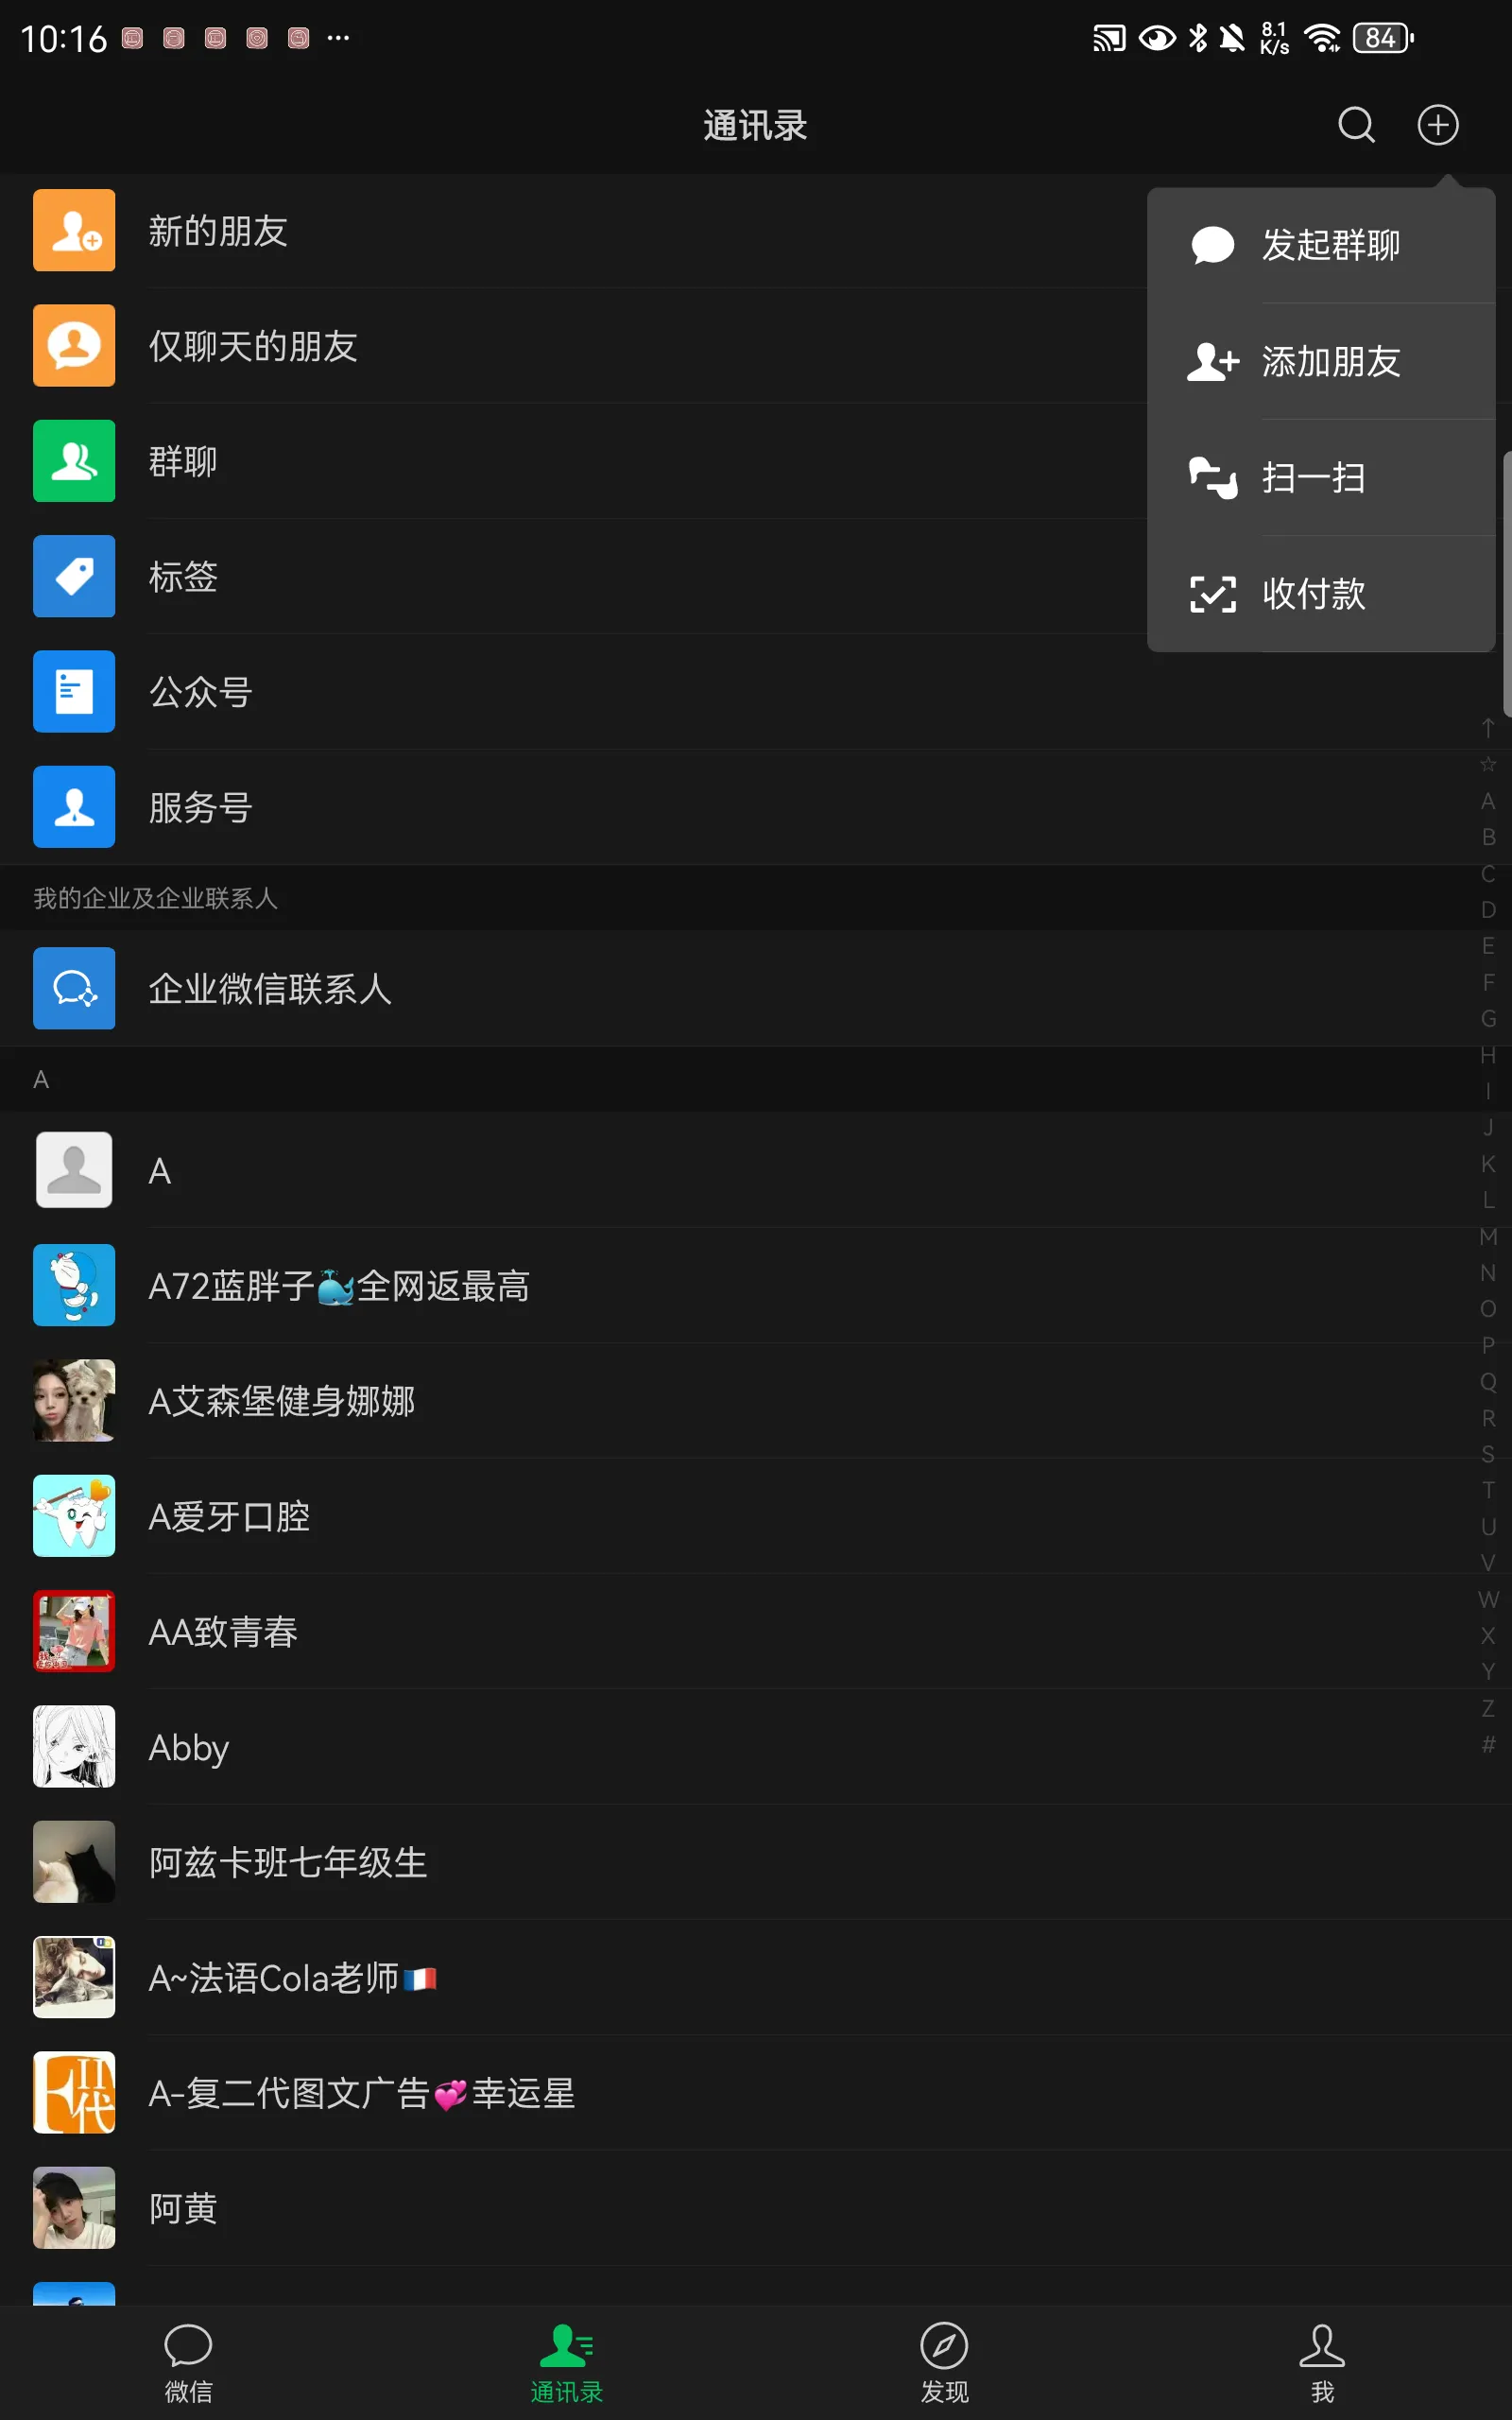 10:16
8.1 K/s
84
通讯录
新的朋友
仅聊天的朋友
群聊
标签
公众号
服务号
发起群聊
添加朋友
扫一扫
收付款
我的企业及企业联系人
企业微信联系人
A
A
A72蓝胖子🐳全网返最高
A艾森堡健身娜娜
A爱牙口腔
AA致青春
Abby
阿兹卡班七年级生
A~法语Cola老师🇫🇷
A-复二代图文广告💞幸运星
阿黄
↑
☆
A
B
C
D
E
F
G
H
I
J
K
L
M
N
O
P
Q
R
S
T
U
V
W
X
Y
Z
#
微信
通讯录
发现
我